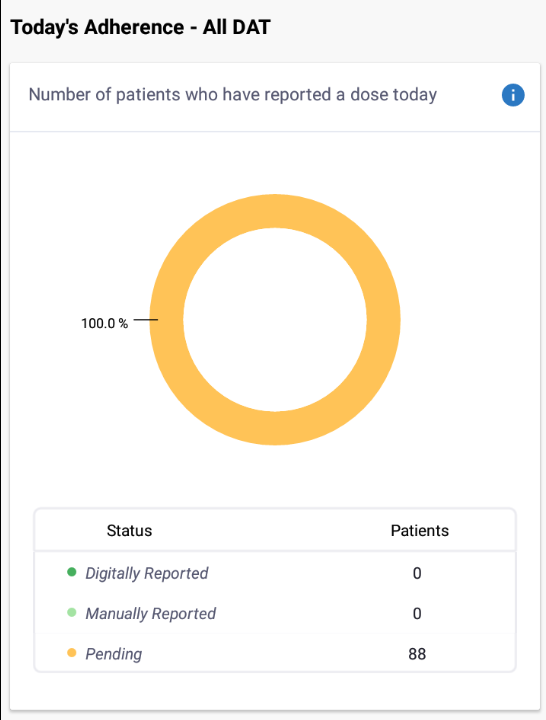 Today's Adherence - All DAT
Number of patients who have reported a dose today
i
100.0 %
Status Patients
Digitally Reported 0
Manually Reported 0
Pending 88